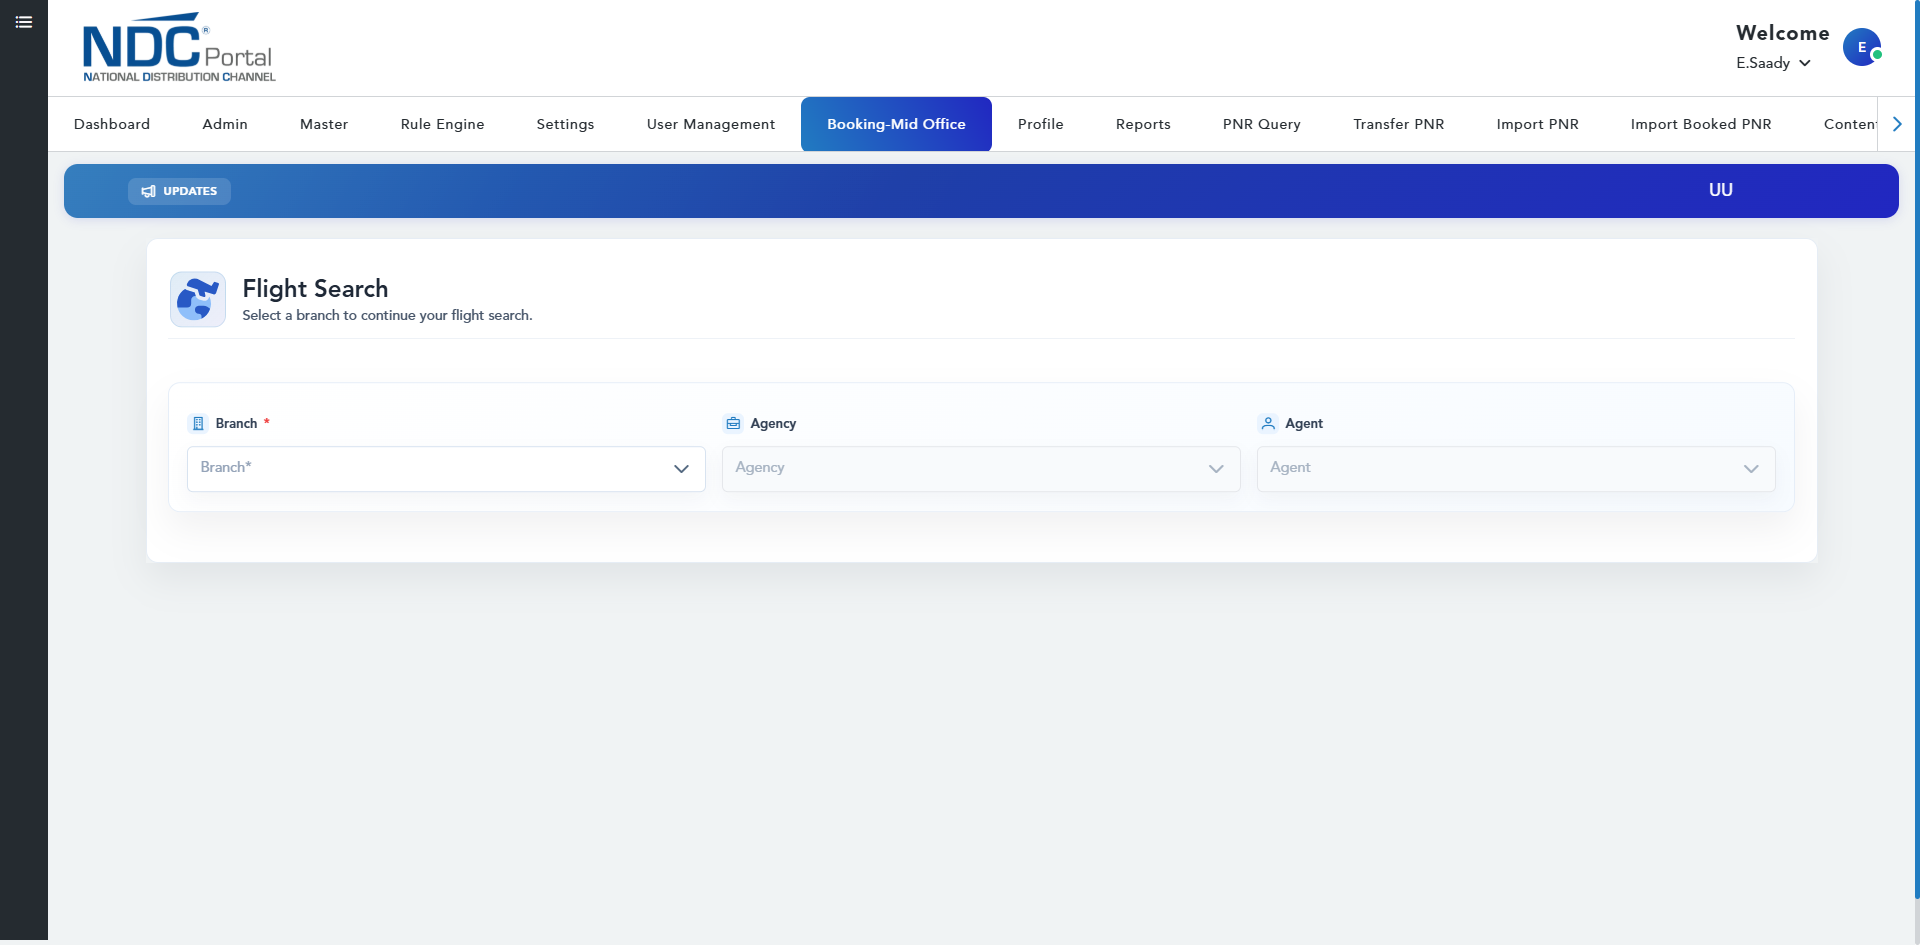 NDC®
Portal
NATIONAL DISTRIBUTION CHANNEL
Welcome
E.Saady
E
Dashboard
Admin
Master
Rule Engine
Settings
User Management
Booking-Mid Office
Profile
Reports
PNR Query
Transfer PNR
Import PNR
Import Booked PNR
Content
UPDATES
UU
Flight Search
Select a branch to continue your flight search.
Branch *
Agency
Agent
Branch*
Agency
Agent